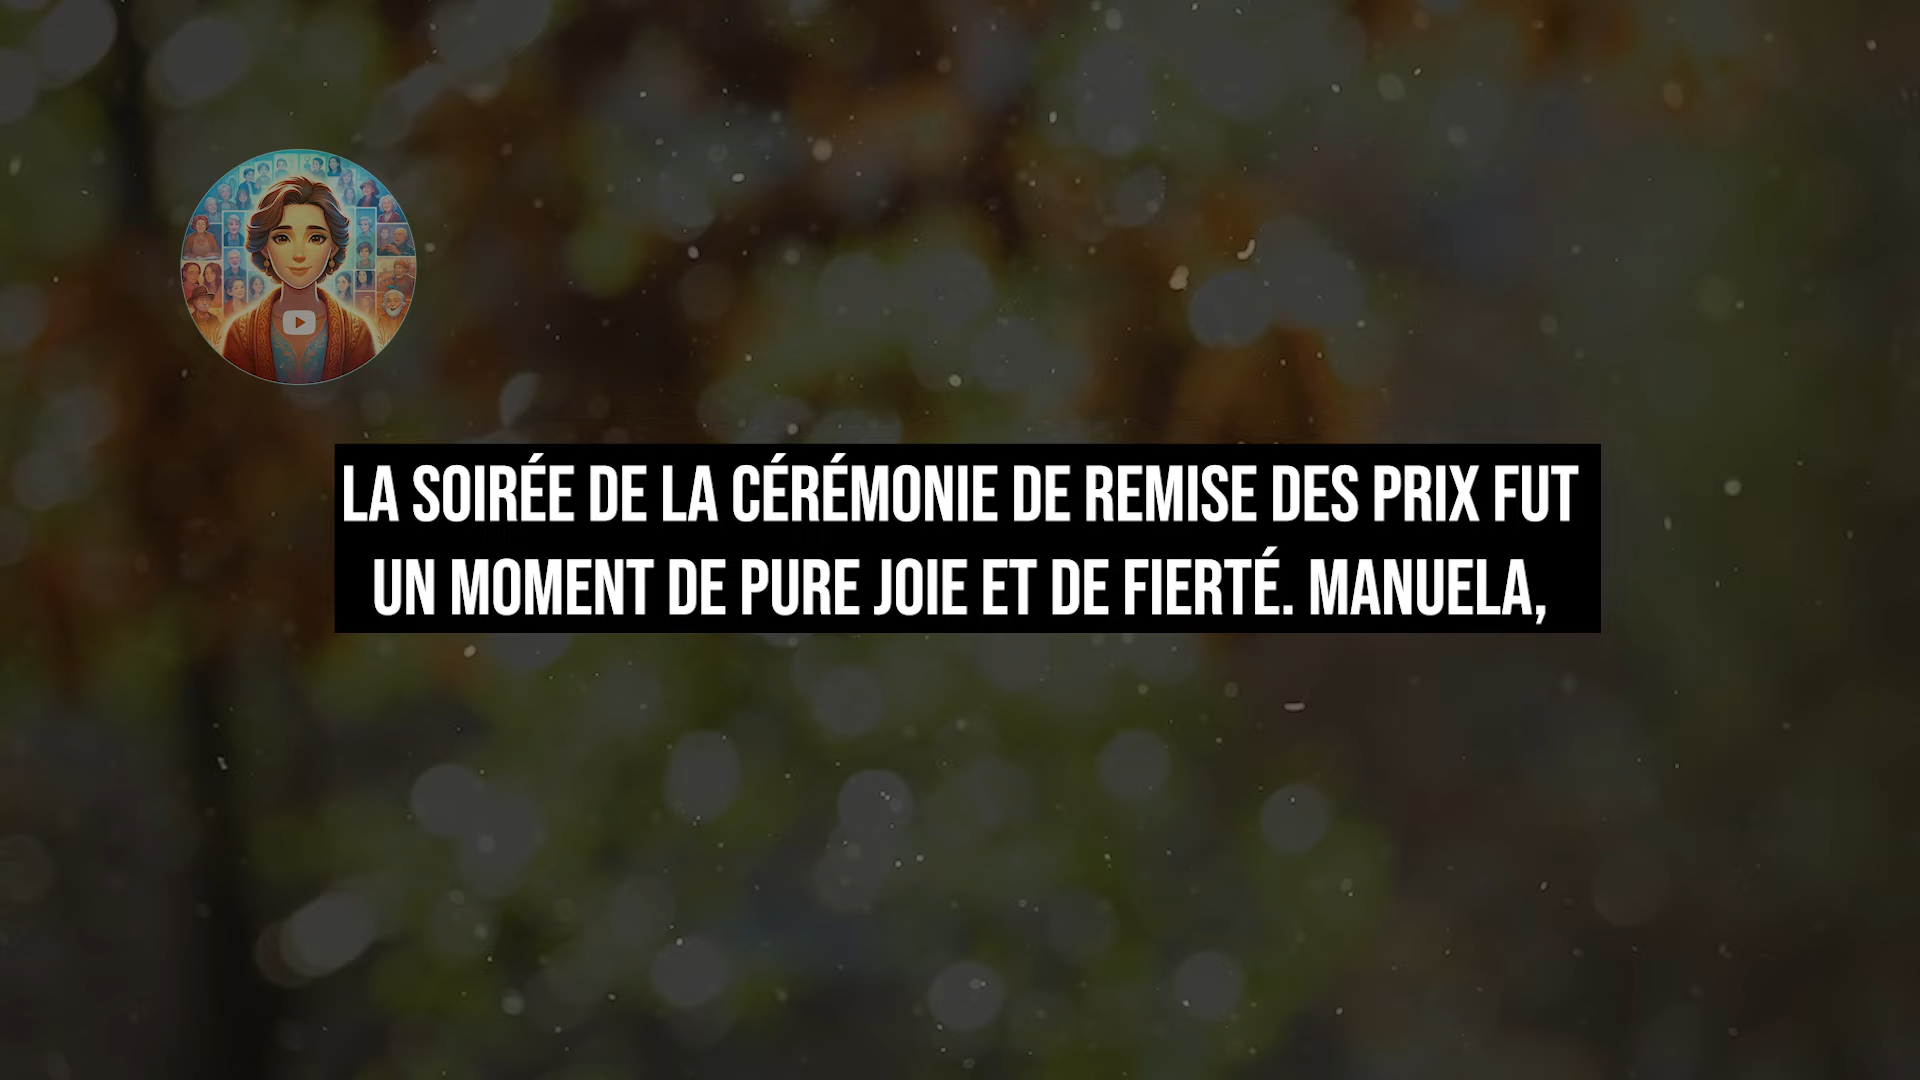 LA SOIRÉE DE LA CÉRÉMONIE DE REMISE DES PRIX FUT
UN MOMENT DE PURE JOIE ET DE FIERTÉ. MANUELA,